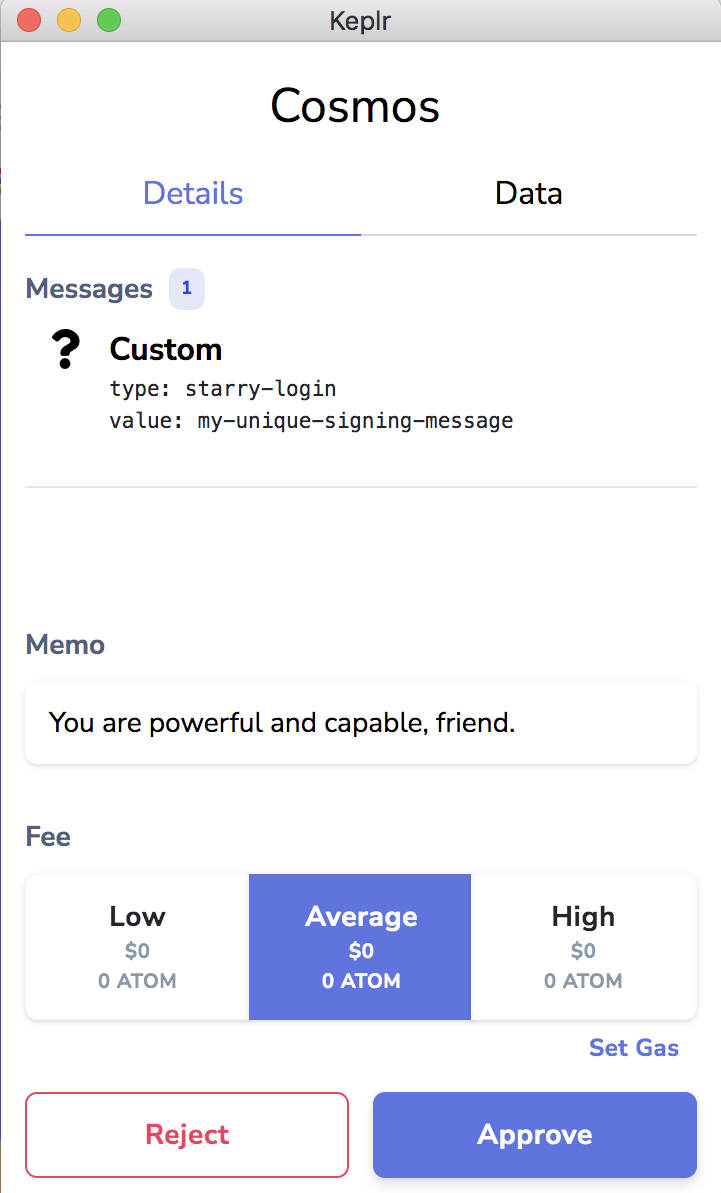 Keplr
Cosmos
Details
Data
Messages 1
?
Custom
type: starry-login
value: my-unique-signing-message
Memo
You are powerful and capable, friend.
Fee
Low
$0
0 ATOM
Average
$0
0 ATOM
High
$0
0 ATOM
Set Gas
Reject
Approve